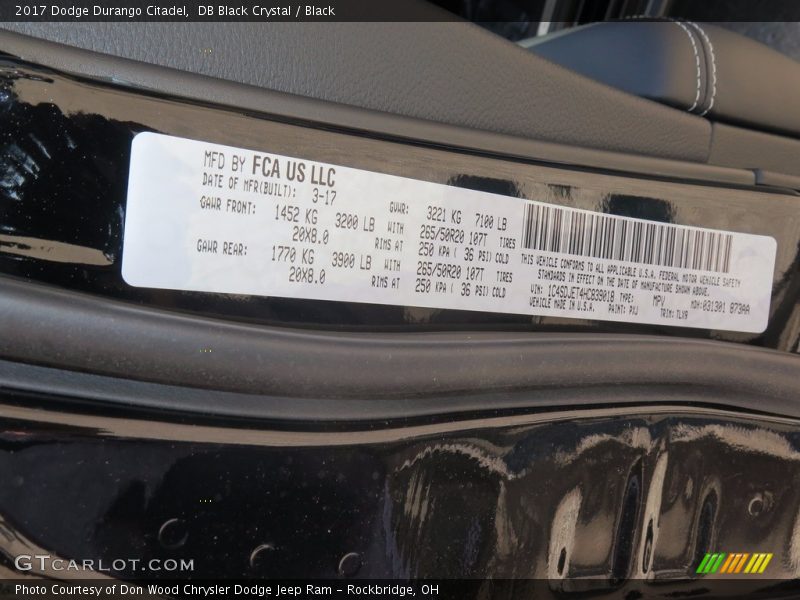 2017 Dodge Durango Citadel,  DB Black Crystal / Black
MFD BY FCA US LLC
DATE OF MFR(BUILT): 3-17
GAWR FRONT: 1452 KG 3200 LB WITH
20X8.0 RIMS AT
GAWR REAR: 1770 KG 3900 LB WITH
20X8.0 RIMS AT
GVWR: 3221 KG 7100 LB
265/50R20 107T TIRES
250 KPA ( 36 PSI) COLD
265/50R20 107T TIRES
250 KPA ( 36 PSI) COLD
THIS VEHICLE CONFORMS TO ALL APPLICABLE U.S.A. FEDERAL MOTOR VEHICLE SAFETY
STANDARDS IN EFFECT ON THE DATE OF MANUFACTURE SHOWN ABOVE.
VIN: 1C4SDJET4HC839018 TYPE: MPV MDH:031301 873AA
VEHICLE MADE IN U.S.A. PAINT: PXJ TRIM: TLX9
GTCARLOT.COM
Photo Courtesy of Don Wood Chrysler Dodge Jeep Ram – Rockbridge, OH